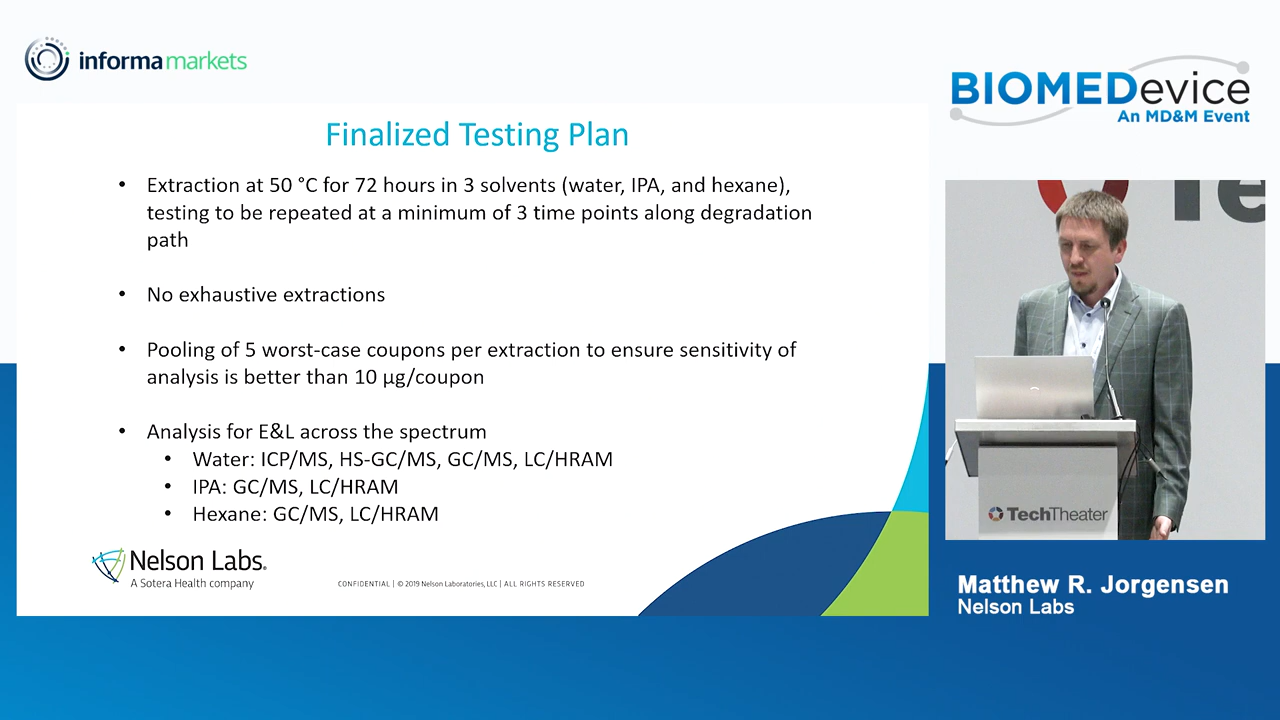 informa markets
BIOMEDevice
An MD&M Event
Finalized Testing Plan
• Extraction at 50 °C for 72 hours in 3 solvents (water, IPA, and hexane),
testing to be repeated at a minimum of 3 time points along degradation
path
• No exhaustive extractions
• Pooling of 5 worst-case coupons per extraction to ensure sensitivity of
analysis is better than 10 µg/coupon
• Analysis for E&L across the spectrum
• Water: ICP/MS, HS-GC/MS, GC/MS, LC/HRAM
• IPA: GC/MS, LC/HRAM
• Hexane: GC/MS, LC/HRAM
Nelson Labs®
A Sotera Health company
CONFIDENTIAL | © 2019 Nelson Laboratories, LLC | ALL RIGHTS RESERVED
Te
TechTheater
Matthew R. Jorgensen
Nelson Labs